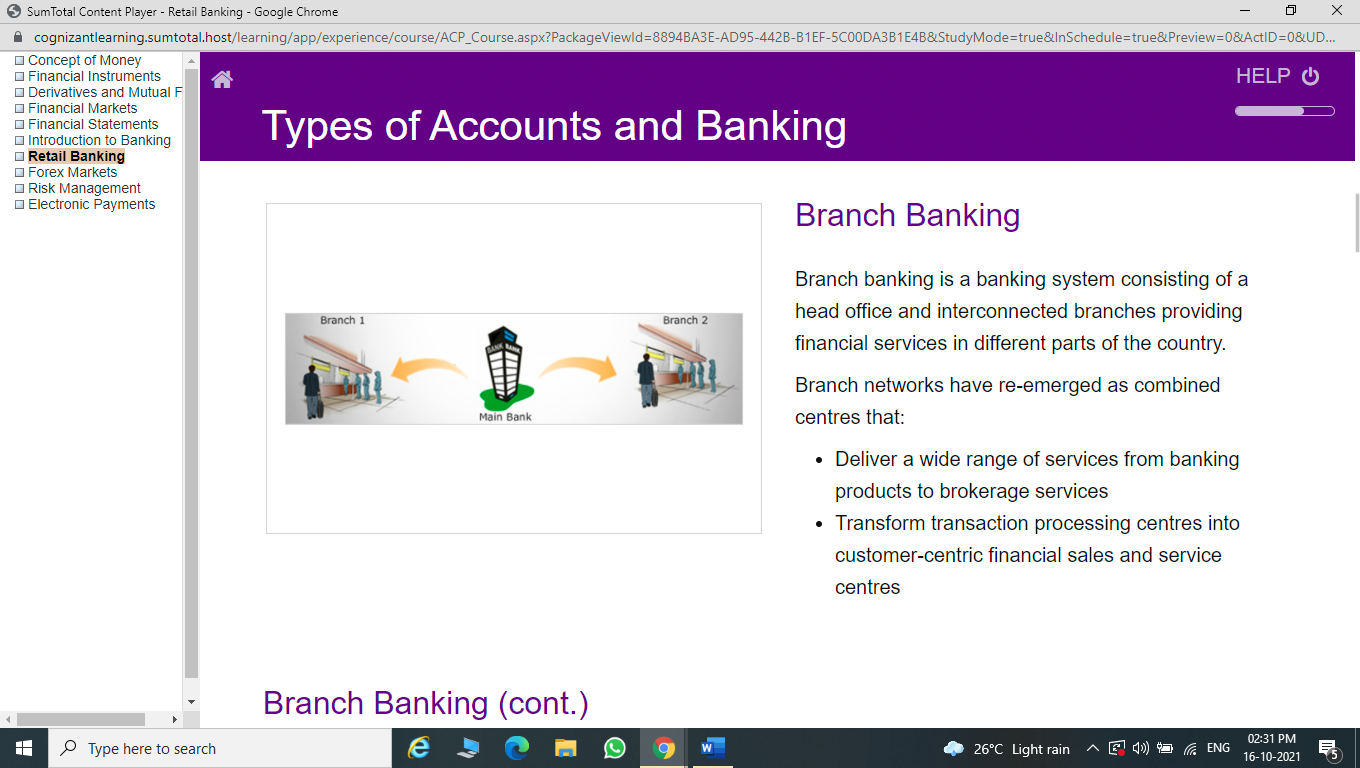 SumTotal Content Player - Retail Banking - Google Chrome
cognizantlearning.sumtotal.host/learning/app/experience/course/ACP_Course.aspx?PackageViewId=8894BA3E-AD95-442B-B1EF-5C00DA3B1E4B&StudyMode=true&InSchedule=true&Preview=0&ActID=0&UD...
Concept of Money
Financial Instruments
Derivatives and Mutual F
Financial Markets
Financial Statements
Introduction to Banking
Retail Banking
Forex Markets
Risk Management
Electronic Payments
HELP
Types of Accounts and Banking
Branch 1
Branch 2
BANK BANK
Main Bank
Branch Banking
Branch banking is a banking system consisting of a
head office and interconnected branches providing
financial services in different parts of the country.
Branch networks have re-emerged as combined
centres that:
• Deliver a wide range of services from banking
products to brokerage services
• Transform transaction processing centres into
customer-centric financial sales and service
centres
Branch Banking (cont.)
Type here to search
W
26°C Light rain
ENG
02:31 PM
16-10-2021
5